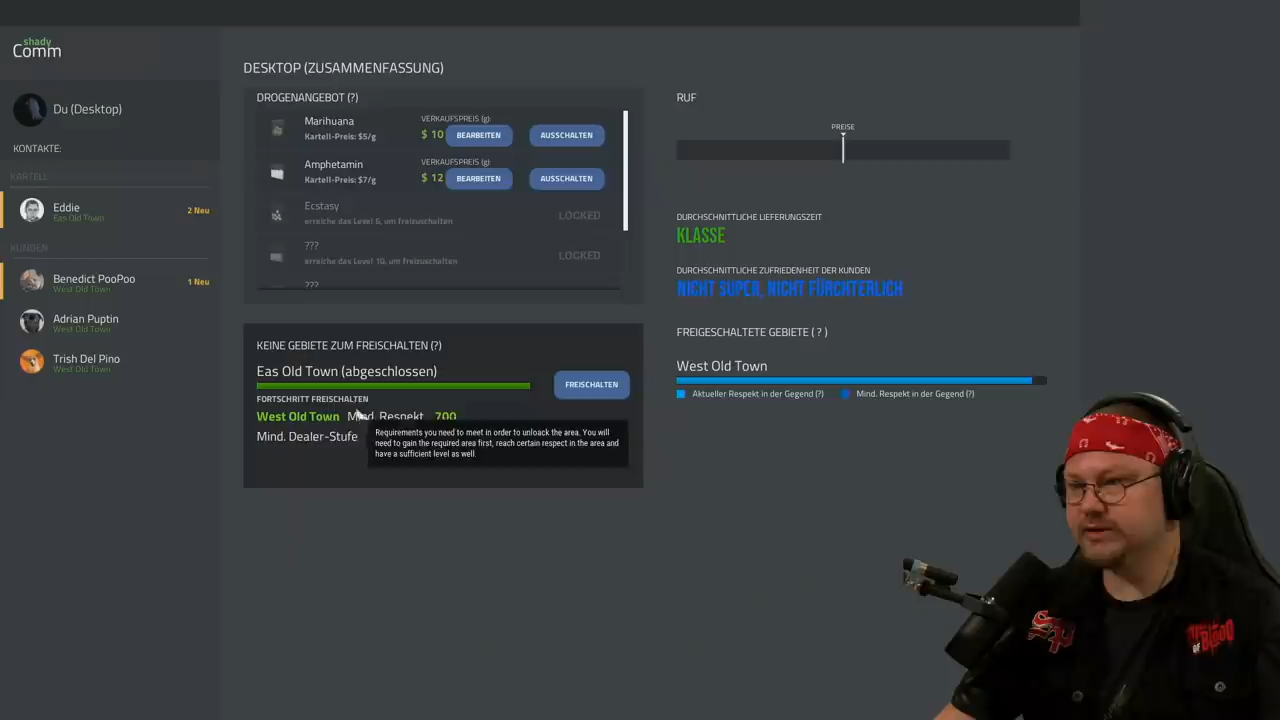 shady
Comm
Du (Desktop)
KONTAKTE:
KARTELL
Eddie
Eas Old Town
2 Neu
KUNDEN
Benedict PooPoo
West Old Town
1 Neu
Adrian Puptin
West Old Town
Trish Del Pino
West Old Town
DESKTOP (ZUSAMMENFASSUNG)
DROGENANGEBOT (?)
Marihuana
Kartell-Preis: $5/g
VERKAUFSPREIS (g):
$ 10
BEARBEITEN
AUSSCHALTEN
Amphetamin
Kartell-Preis: $7/g
VERKAUFSPREIS (g):
$ 12
BEARBEITEN
AUSSCHALTEN
Ecstasy
erreiche das Level 6, um freizuschalten
LOCKED
???
erreiche das Level 10, um freizuschalten
LOCKED
???
KEINE GEBIETE ZUM FREISCHALTEN (?)
Eas Old Town (abgeschlossen)
FREISCHALTEN
FORTSCHRITT FREISCHALTEN
West Old Town Mind. Respekt 700
Mind. Dealer-Stufe
Requirements you need to meet in order to unloack the area. You will
need to gain the required area first, reach certain respect in the area and
have a sufficient level as well.
RUF
PREISE
DURCHSCHNITTLICHE LIEFERUNGSZEIT
KLASSE
DURCHSCHNITTLICHE ZUFRIEDENHEIT DER KUNDEN
NICHT SUPER, NICHT FÜRCHTERLICH
FREIGESCHALTETE GEBIETE ( ? )
West Old Town
Aktueller Respekt in der Gegend (?)
Mind. Respekt in der Gegend (?)